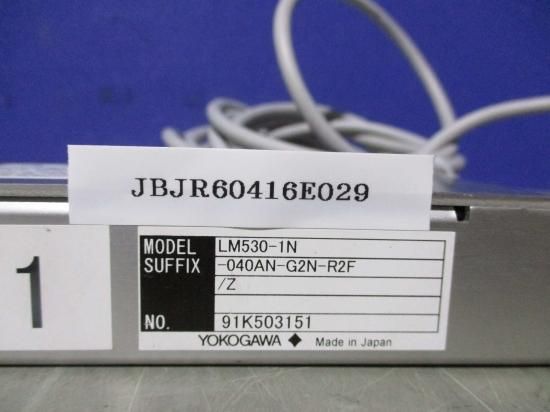 JBJR60416E029
1
MODEL LM530-1N
SUFFIX -040AN-G2N-R2F
/Z
NO. 91K503151
YOKOGAWA ◆ Made in Japan